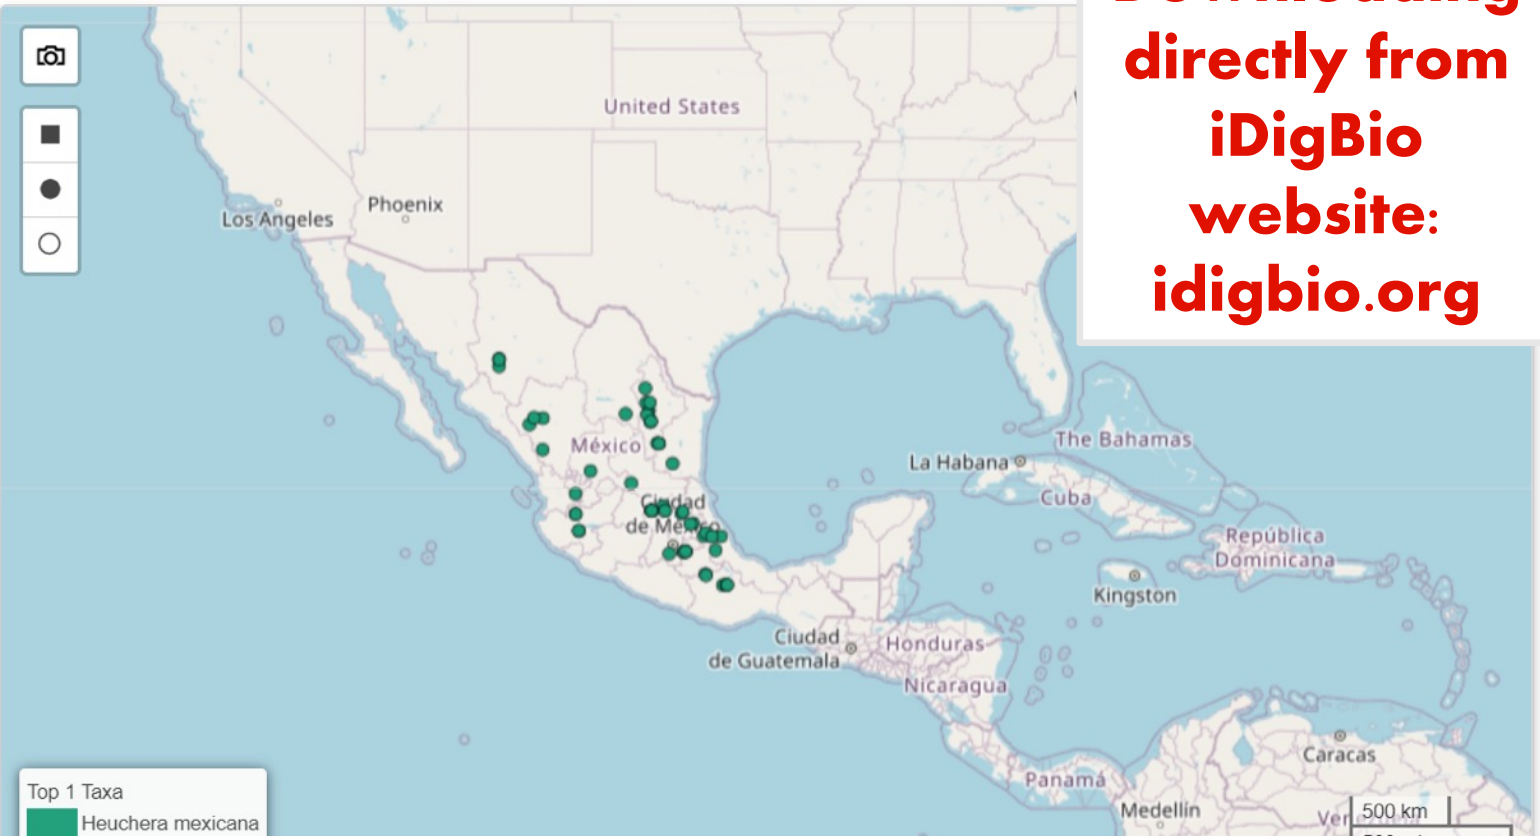 Downloading
directly from
iDigBio
website:
idigbio.org
United States
Phoenix
Los Angeles
México
Ciudad
de México
The Bahamas
La Habana
Cuba
República
Dominicana
Kingston
Ciudad
de Guatemala
Honduras
Nicaragua
Caracas
Panamá
Medellín
500 km
Top 1 Taxa
Heuchera mexicana